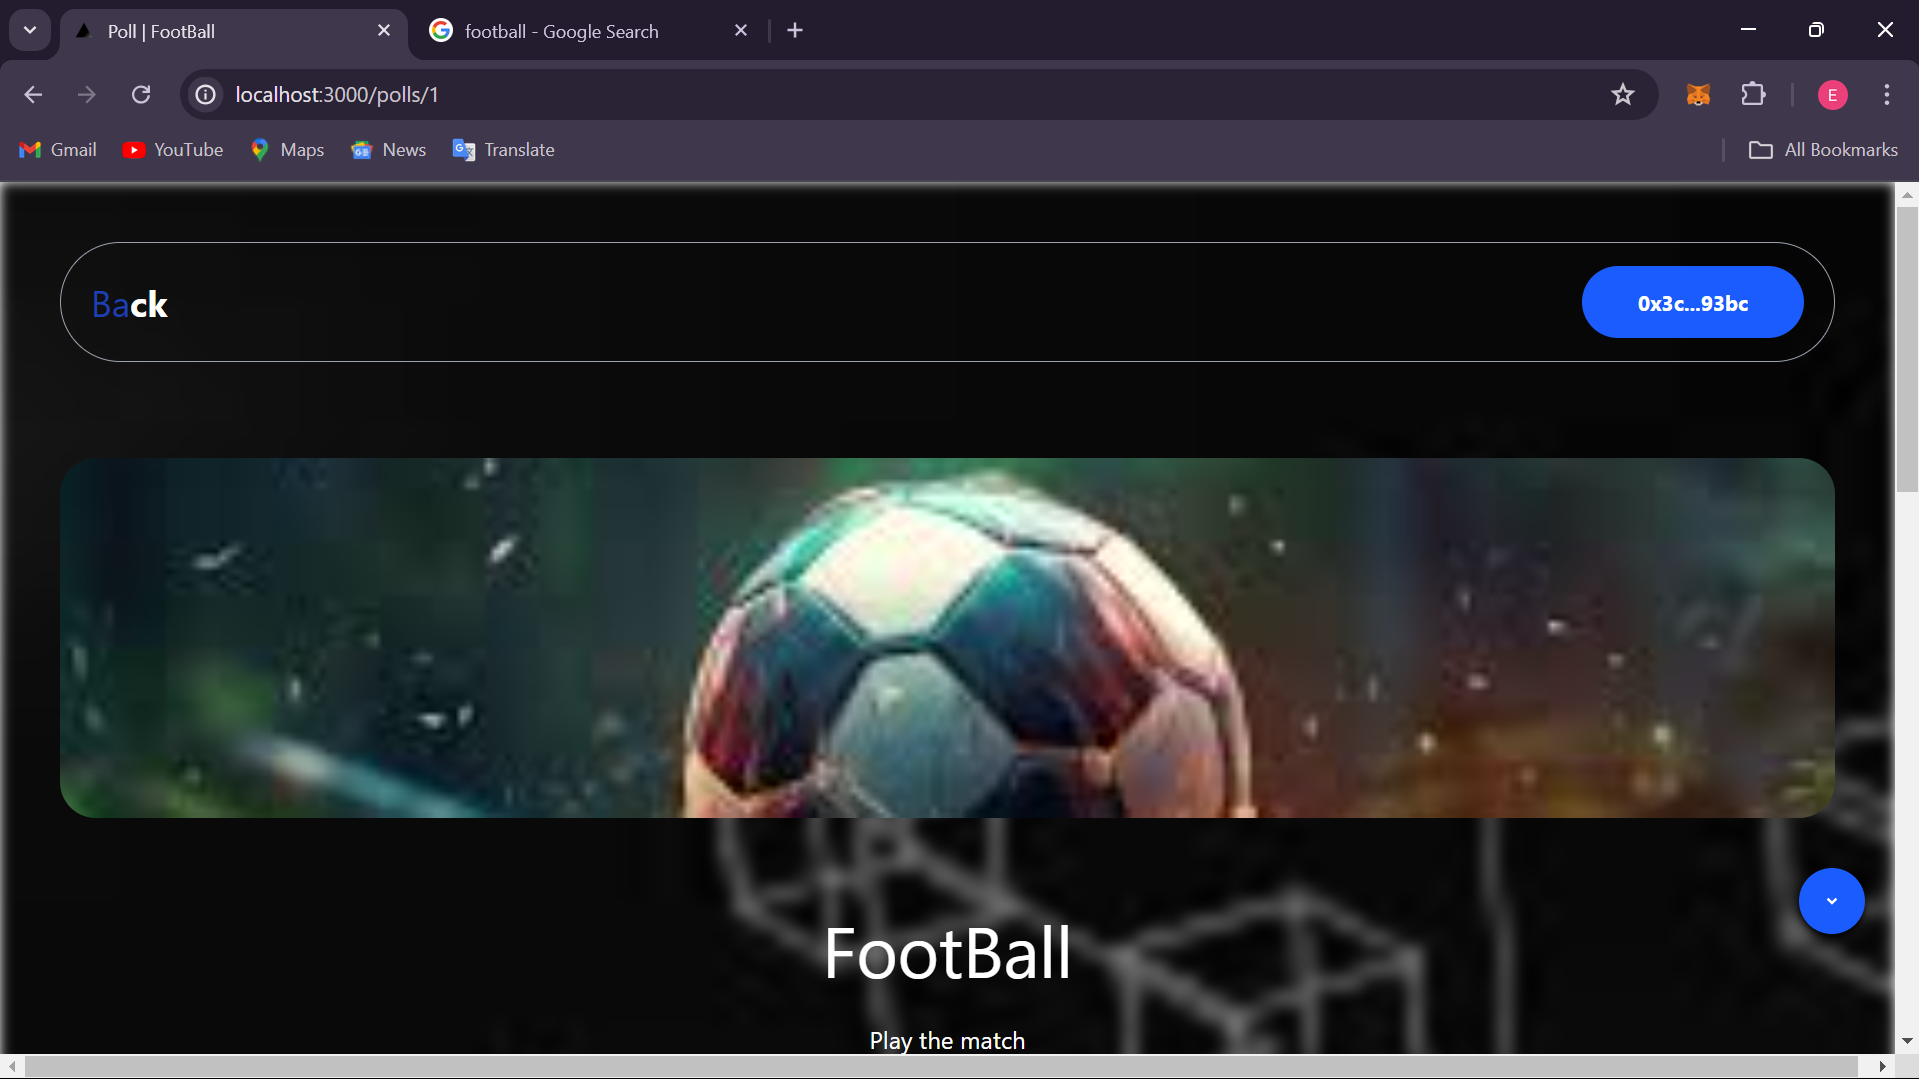 Poll | FootBall
football - Google Search
localhost:3000/polls/1
E
Gmail
YouTube
Maps
News
Translate
All Bookmarks
Back
0x3c...93bc
FootBall
Play the match